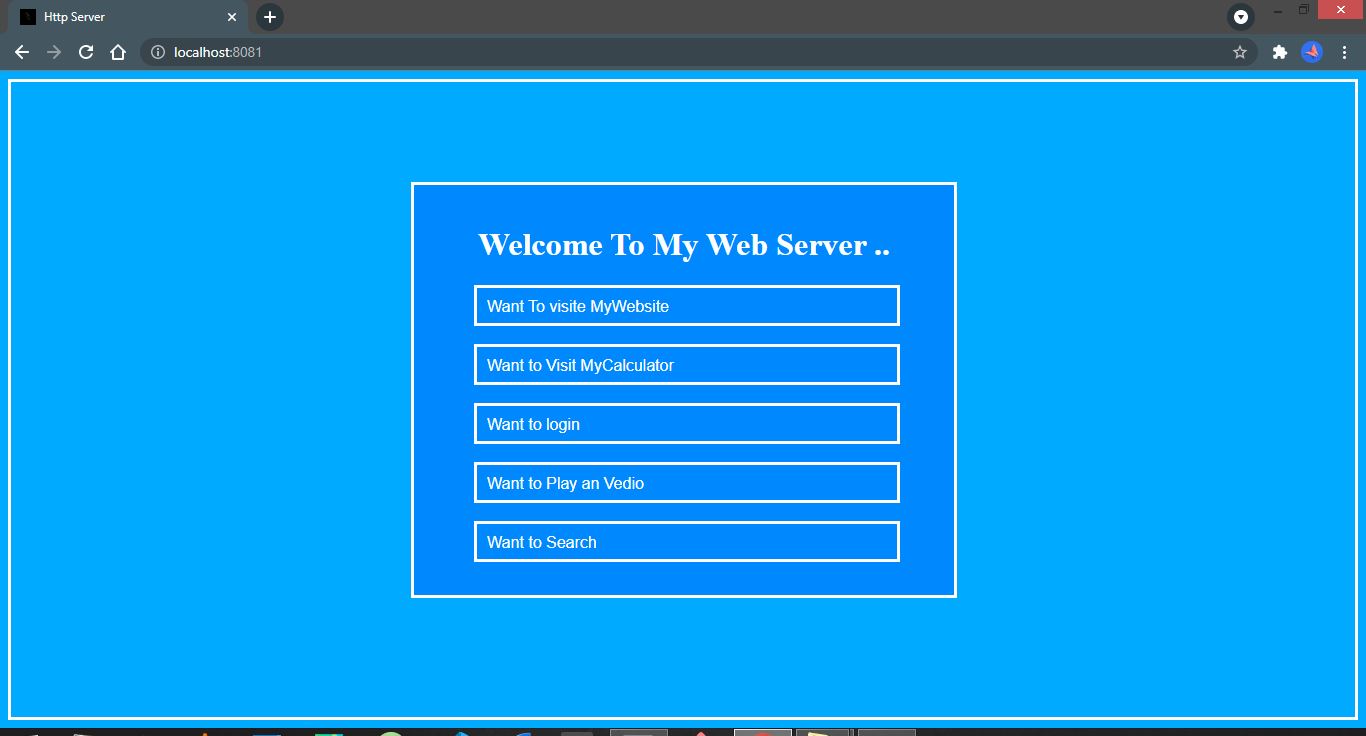 Http Server
localhost:8081
Welcome To My Web Server ..
Want To visite MyWebsite
Want to Visit MyCalculator
Want to login
Want to Play an Vedio
Want to Search